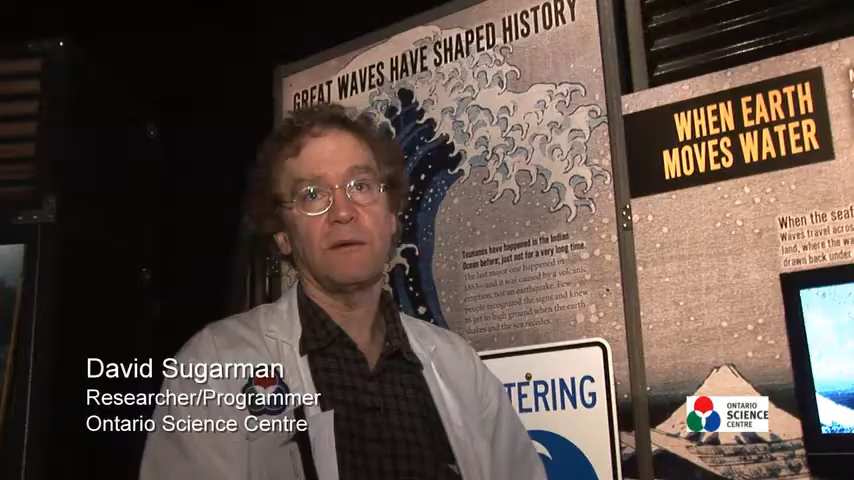 GREAT WAVES HAVE SHAPED HISTORY
WHEN EARTH
MOVES WATER
Tsunamis have happened in the Indian
Ocean before; just not for a very long time.
The last major one happened in
1883—and it was caused by a volcanic
eruption, not an earthquake. Few
people recognized the signs and knew
to get to high ground when the earth
shakes and the sea recedes.
When the seaf
Waves travel acros
land, where the wa
drawn back under
TERING
David Sugarman
Researcher/Programmer
Ontario Science Centre
ONTARIO
SCIENCE
CENTRE